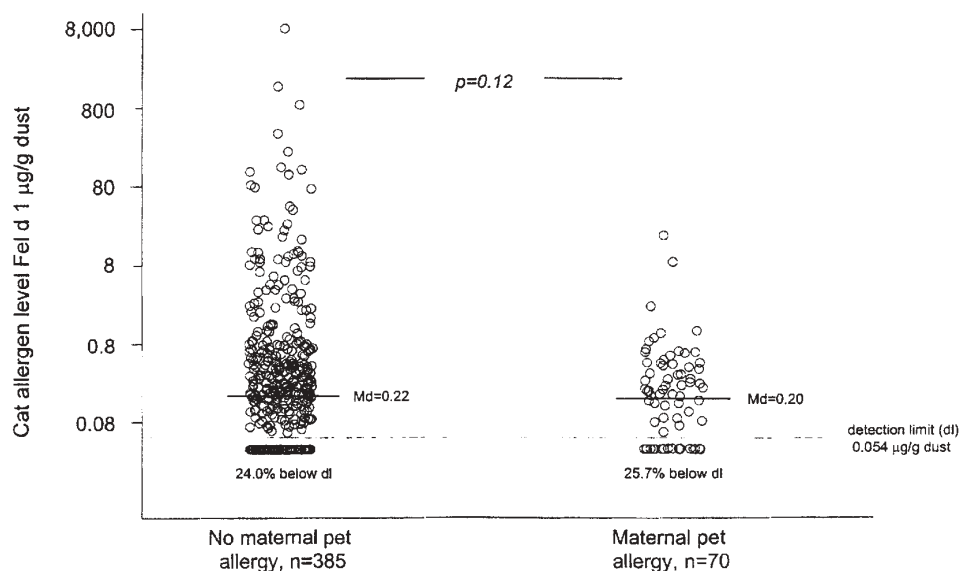 Cat allergen level Fel d 1 µg/g dust
8,000
800
80
8
0.8
0.08
p=0.12
Md=0.22
Md=0.20
detection limit (dl)
0.054 µg/g dust
24.0% below dl
25.7% below dl
No maternal pet
allergy, n=385
Maternal pet
allergy, n=70